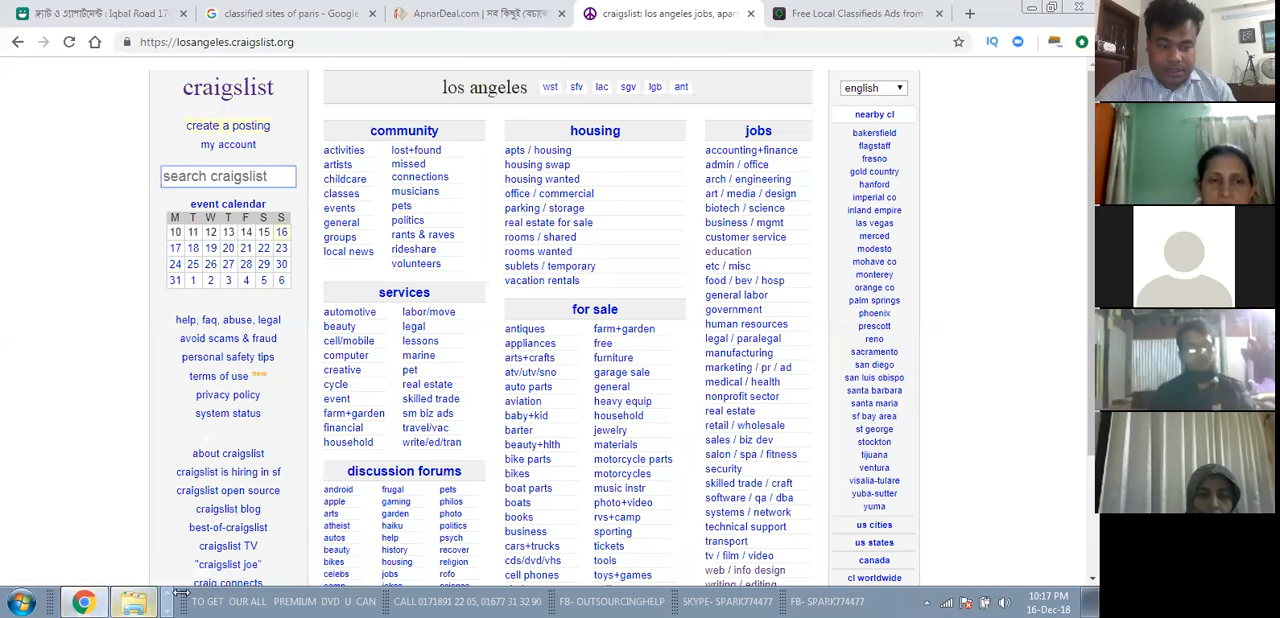 ফ্ল্যাট ও এ্যাপার্টমেন্ট : Iqbal Road 17
classified sites of paris - Google
ApnarDeal.com | সব কিছুই
craigslist: los angeles jobs, apart
Free Local Classifieds Ads from
https://losangeles.craigslist.org
IQ
craigslist
create a posting
my account
search craigslist
event calendar
M T W T F S S
10 11 12 13 14 15 16
17 18 19 20 21 22 23
24 25 26 27 28 29 30
31 1 2 3 4 5 6
help, faq, abuse, legal
avoid scams & fraud
personal safety tips
terms of use new
privacy policy
system status
about craigslist
craigslist is hiring in sf
craigslist open source
craigslist blog
best-of-craigslist
craigslist TV
"craigslist joe"
craig connects
los angeles wst sfv lac sgv lgb ant
community
activities
artists
childcare
classes
events
general
groups
local news
lost+found
missed
connections
musicians
pets
politics
rants & raves
rideshare
volunteers
services
automotive
beauty
cell/mobile
computer
creative
cycle
event
farm+garden
financial
household
labor/move
legal
lessons
marine
pet
real estate
skilled trade
sm biz ads
travel/vac
write/ed/tran
discussion forums
android
apple
arts
atheist
autos
beauty
bikes
celebs
frugal
gaming
garden
haiku
help
history
housing
jobs
pets
philos
photo
politics
psych
recover
religion
rofo
housing
apts / housing
housing swap
housing wanted
office / commercial
parking / storage
real estate for sale
rooms / shared
rooms wanted
sublets / temporary
vacation rentals
for sale
antiques
appliances
arts+crafts
atv/utv/sno
auto parts
aviation
baby+kid
barter
beauty+hlth
bike parts
bikes
boat parts
boats
books
business
cars+trucks
cds/dvd/vhs
cell phones
farm+garden
free
furniture
garage sale
general
heavy equip
household
jewelry
materials
motorcycle parts
motorcycles
music instr
photo+video
rvs+camp
sporting
tickets
tools
toys+games
jobs
accounting+finance
admin / office
arch / engineering
art / media / design
biotech / science
business / mgmt
customer service
education
etc / misc
food / bev / hosp
general labor
government
human resources
legal / paralegal
manufacturing
marketing / pr / ad
medical / health
nonprofit sector
real estate
retail / wholesale
sales / biz dev
salon / spa / fitness
security
skilled trade / craft
software / qa / dba
systems / network
technical support
transport
tv / film / video
web / info design
writing / editing
english
nearby cl
bakersfield
flagstaff
fresno
gold country
hanford
imperial co
inland empire
las vegas
merced
modesto
mohave co
monterey
orange co
palm springs
phoenix
prescott
reno
sacramento
san diego
san luis obispo
santa barbara
santa maria
sf bay area
st george
stockton
tijuana
ventura
visalia-tulare
yuba-sutter
yuma
us cities
us states
canada
cl worldwide
TO GET OUR ALL PREMIUM DVD U CAN CALL 0171891 22 05, 01677 31 32 90 FB- OUTSOURCINGHELP SKYPE- SPARK774477 FB- SPARK774477
10:17 PM
16-Dec-18